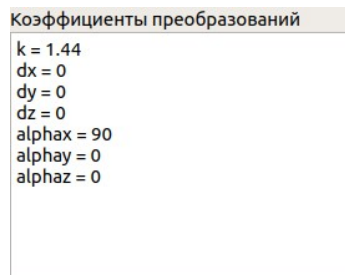 Коэффициенты преобразований
k = 1.44
dx = 0
dy = 0
dz = 0
alphax = 90
alphay = 0
alphaz = 0